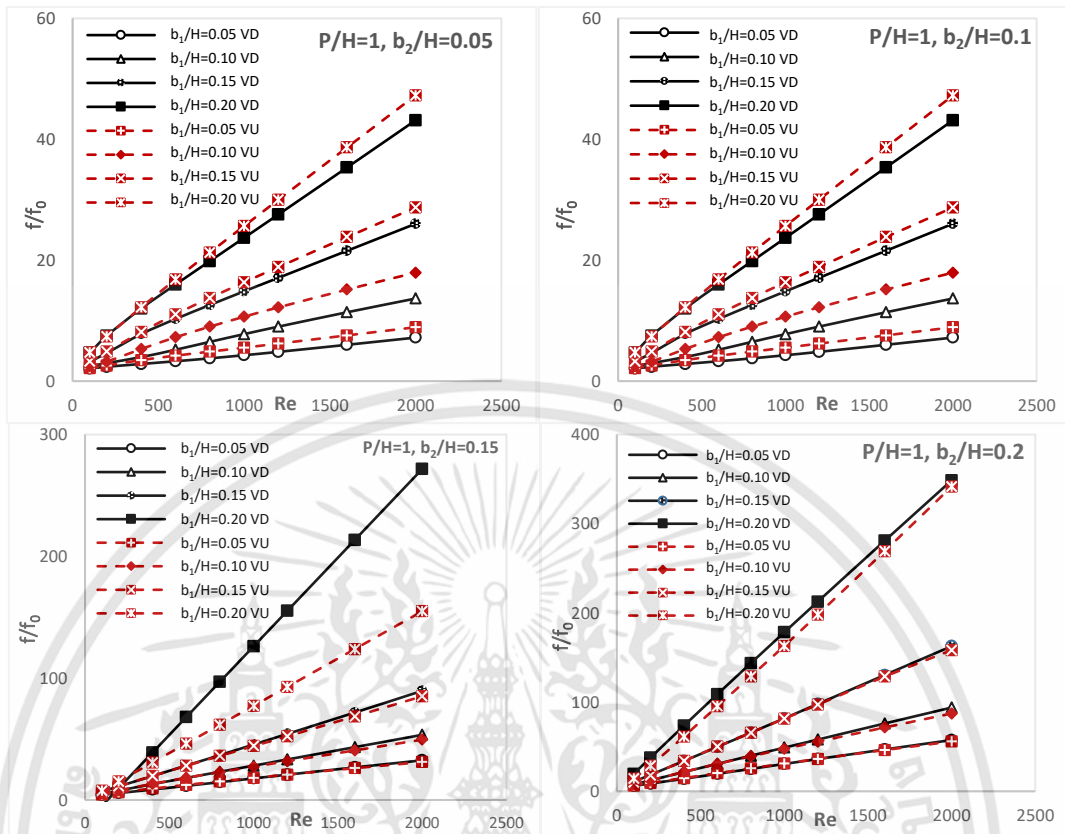 P/H=1, b2/H=0.05
b1/H=0.05 VD
b1/H=0.10 VD
b1/H=0.15 VD
b1/H=0.20 VD
b1/H=0.05 VU
b1/H=0.10 VU
b1/H=0.15 VU
b1/H=0.20 VU
60
40
20
0
f/f0
0
500
1000
1500
2000
2500
Re
P/H=1, b2/H=0.1
b1/H=0.05 VD
b1/H=0.10 VD
b1/H=0.15 VD
b1/H=0.20 VD
b1/H=0.05 VU
b1/H=0.10 VU
b1/H=0.15 VU
b1/H=0.20 VU
60
40
20
0
f/f0
0
500
1000
1500
2000
2500
Re
P/H=1, b2/H=0.15
b1/H=0.05 VD
b1/H=0.10 VD
b1/H=0.15 VD
b1/H=0.20 VD
b1/H=0.05 VU
b1/H=0.10 VU
b1/H=0.15 VU
b1/H=0.20 VU
300
200
100
0
f/f0
0
500
1000
1500
2000
2500
Re
P/H=1, b2/H=0.2
b1/H=0.05 VD
b1/H=0.10 VD
b1/H=0.15 VD
b1/H=0.20 VD
b1/H=0.05 VU
b1/H=0.10 VU
b1/H=0.15 VU
b1/H=0.20 VU
400
300
200
100
0
f/f0
0
500
1000
1500
2000
2500
Re